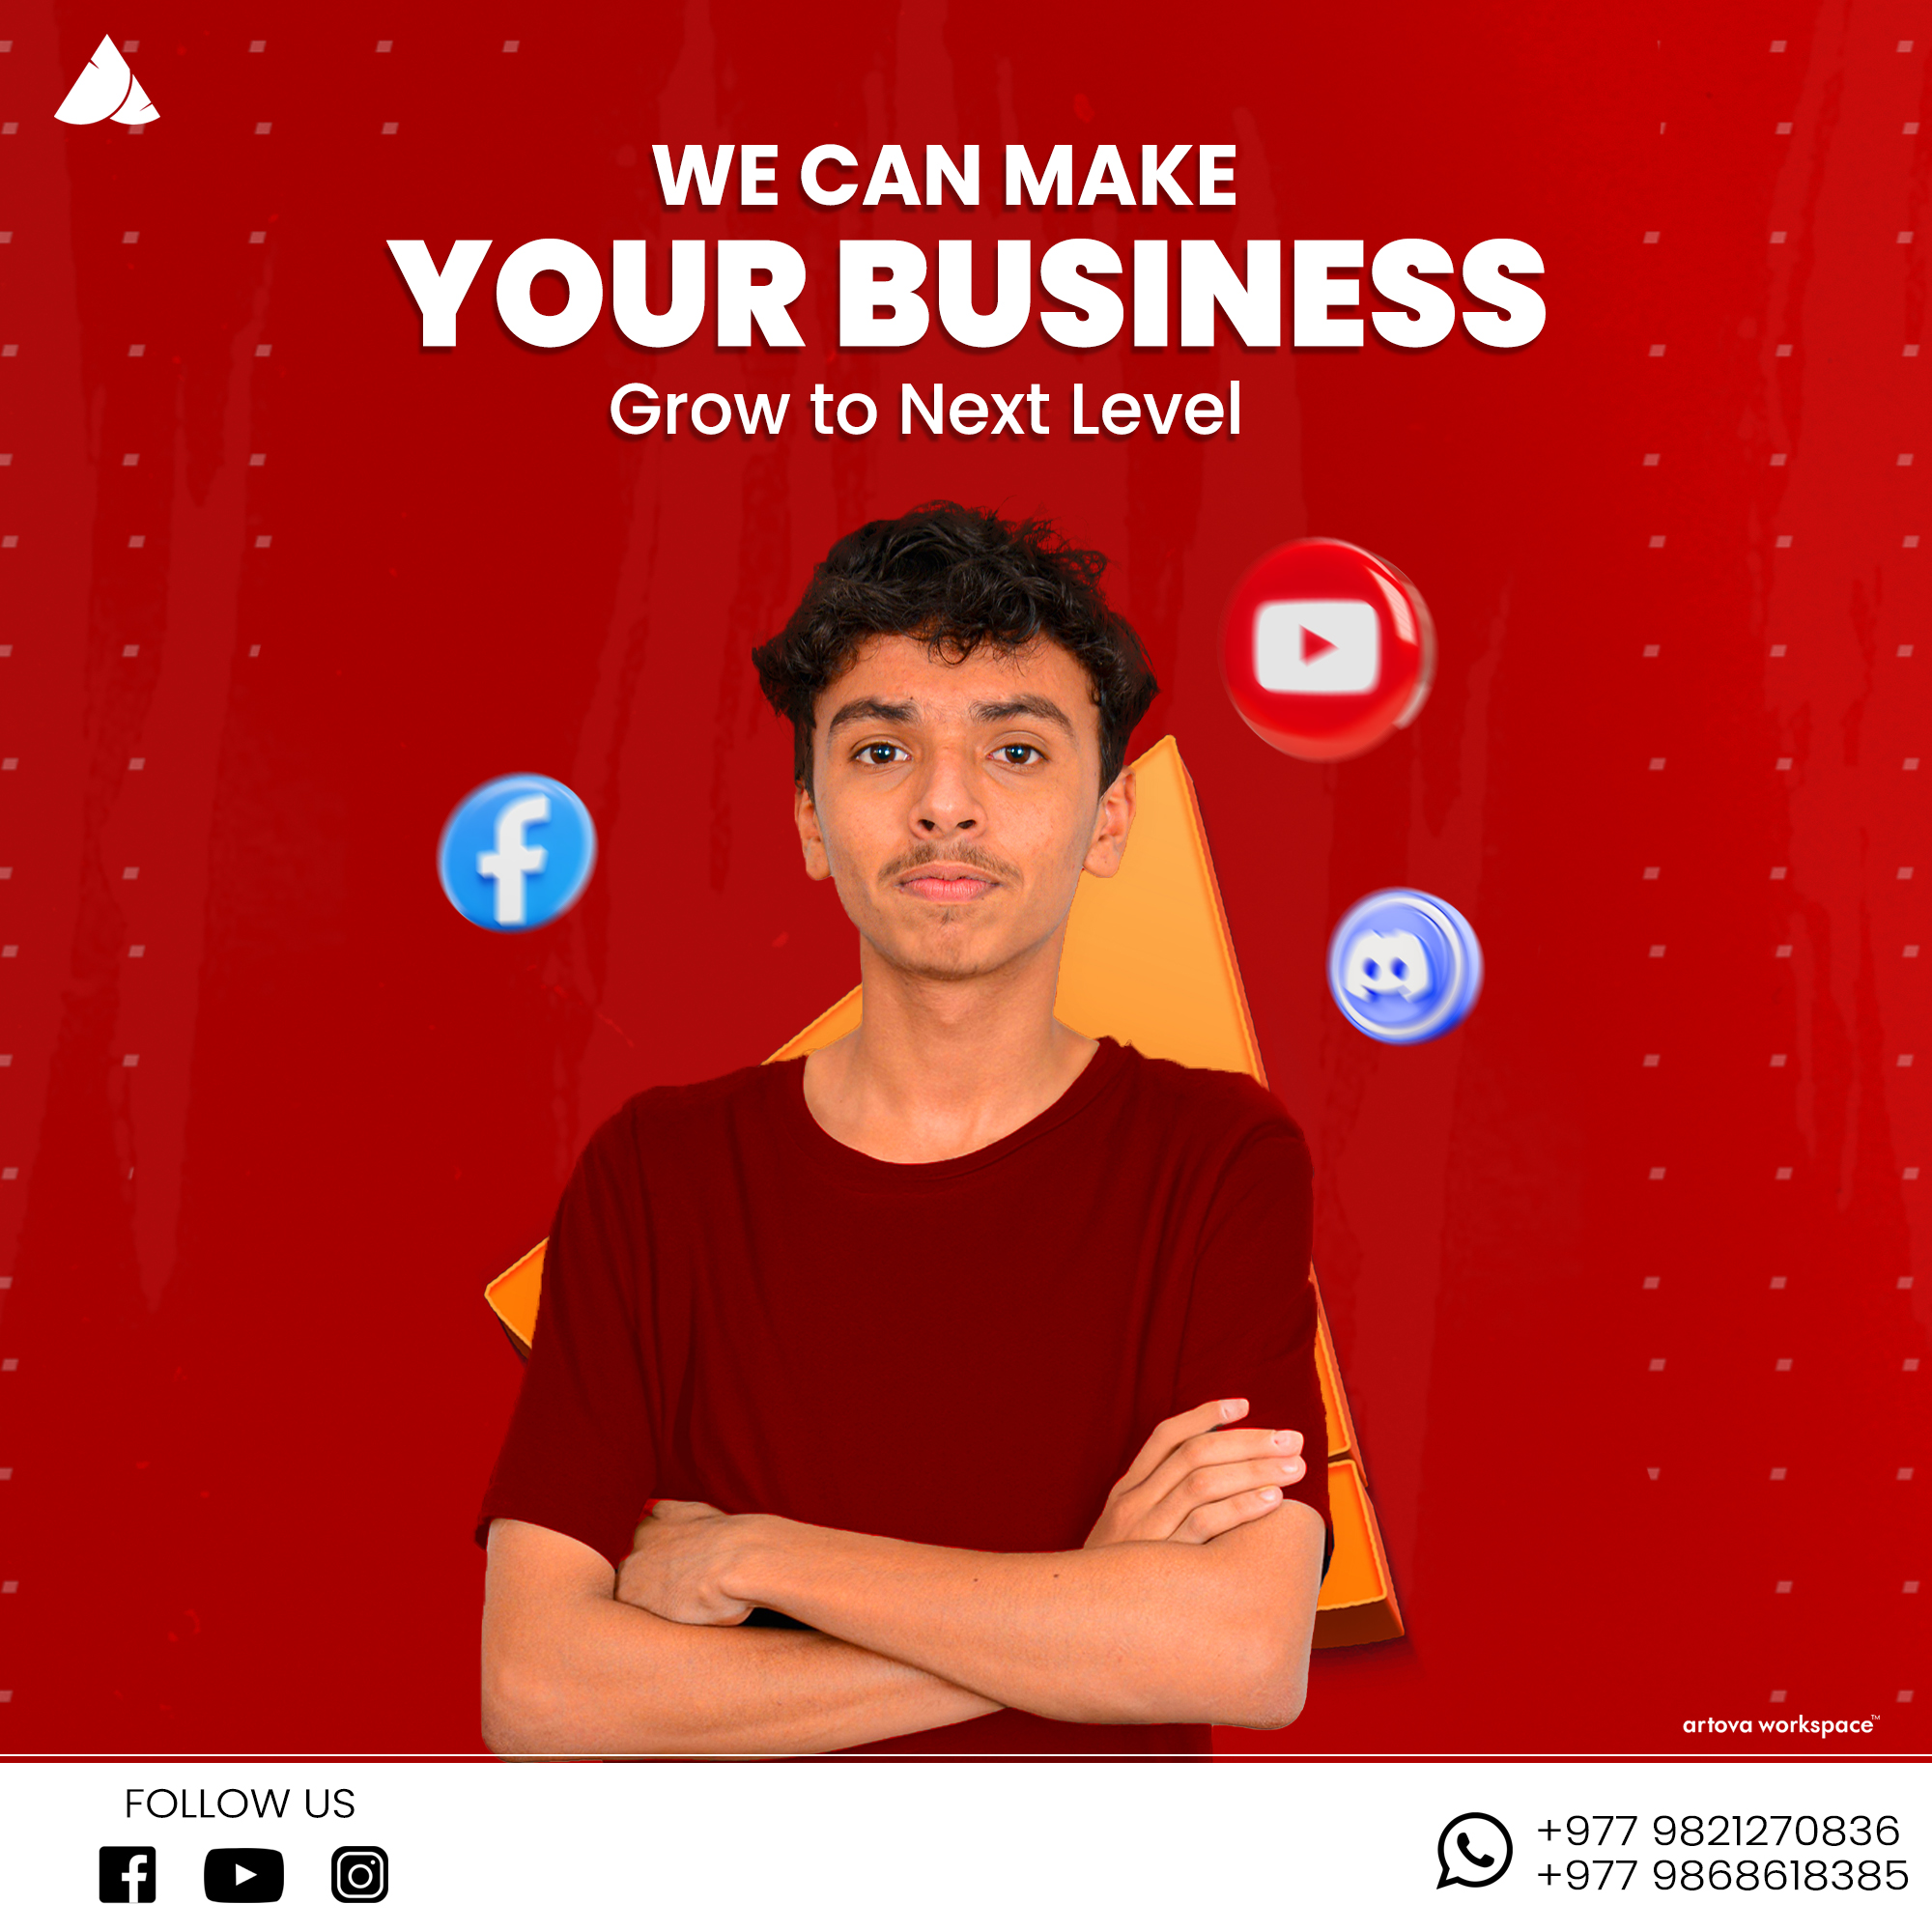 WE CAN MAKE
YOUR BUSINESS
Grow to Next Level
artova workspace™
FOLLOW US
+977 9821270836
+977 9868618385